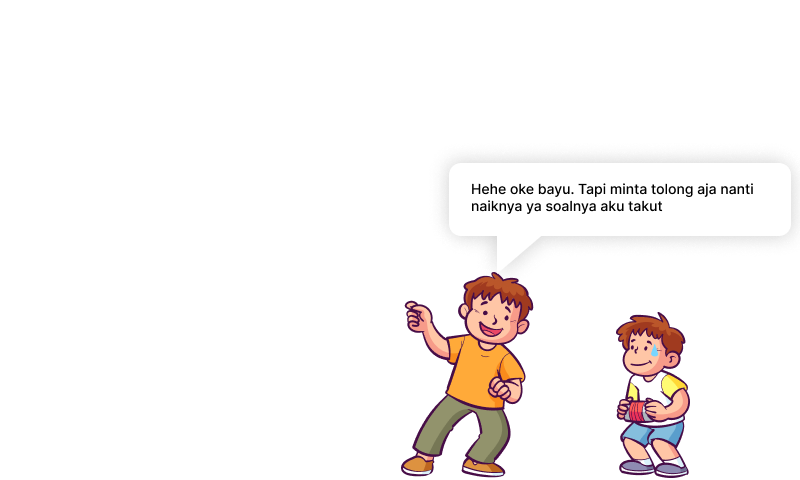 Hehe oke bayu. Tapi minta tolong aja nanti
naiknya ya soalnya aku takut